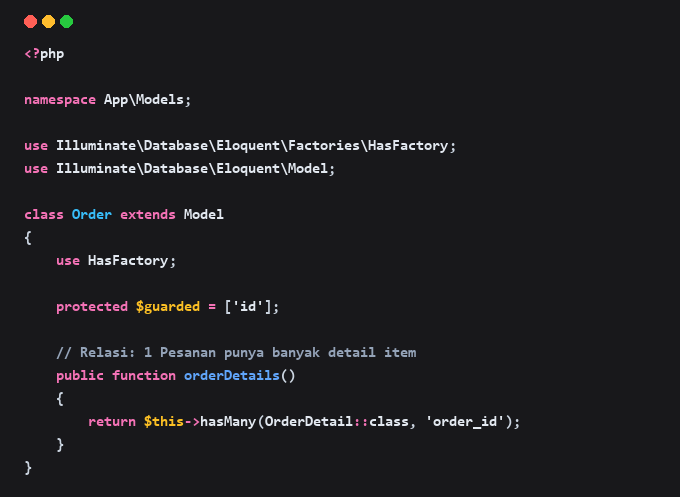 <?php
namespace App\Models;
use Illuminate\Database\Eloquent\Factories\HasFactory;
use Illuminate\Database\Eloquent\Model;
class Order extends Model
{
    use HasFactory;
    protected $guarded = ['id'];
    // Relasi: 1 Pesanan punya banyak detail item
    public function orderDetails()
    {
        return $this->hasMany(OrderDetail::class, 'order_id');
    }
}